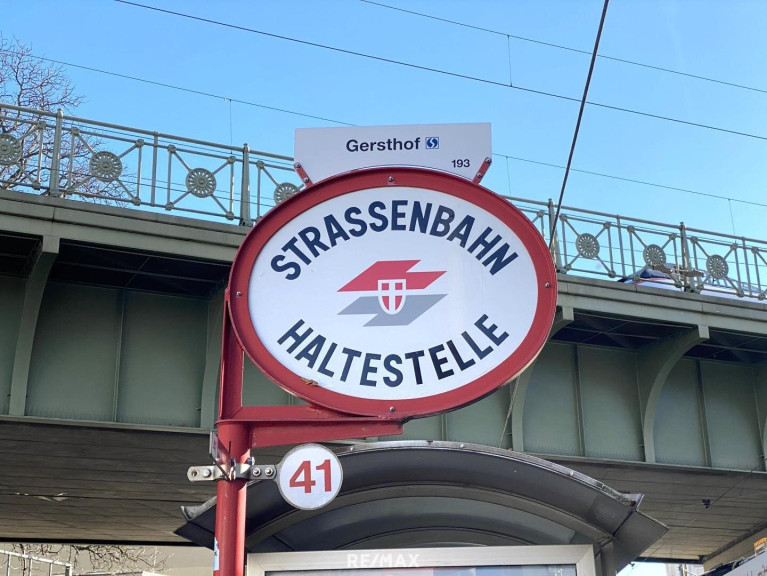 Gersthof S
193
STRASSENBAHN
HALTESTELLE
41
RE/MAX